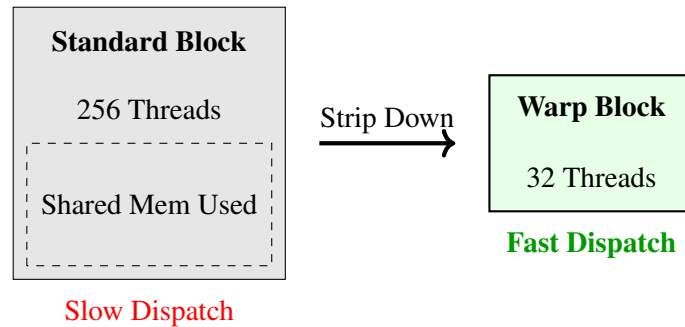 Standard Block
256 Threads
Shared Mem Used
Slow Dispatch
Strip Down
Warp Block
32 Threads
Fast Dispatch